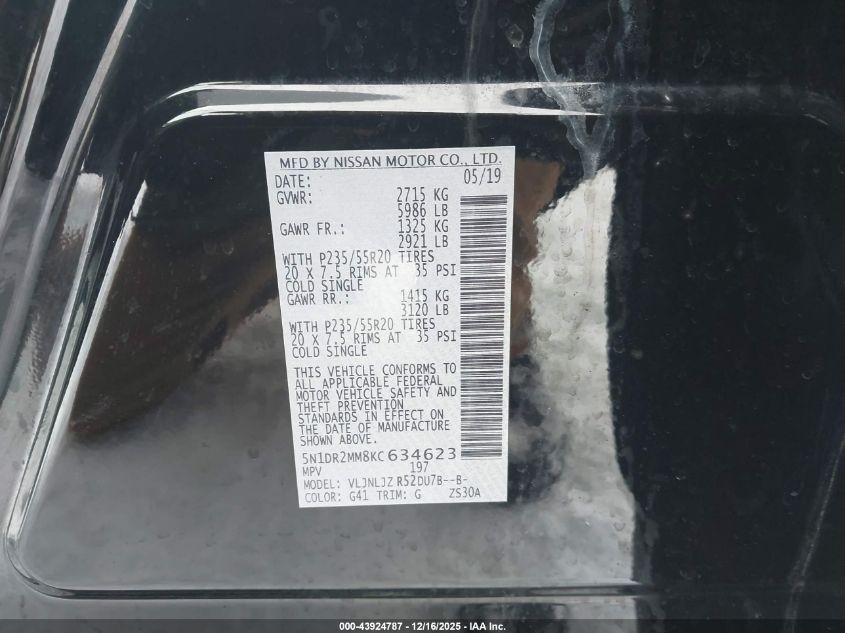 MFD BY NISSAN MOTOR CO., LTD.
DATE: 05/19
GVWR: 2715 KG
5986 LB
GAWR FR.: 1325 KG
2921 LB
WITH P235/55R20 TIRES
20 X 7.5 RIMS AT 35 PSI
COLD SINGLE
GAWR RR.: 1415 KG
3120 LB
WITH P235/55R20 TIRES
20 X 7.5 RIMS AT 35 PSI
COLD SINGLE
THIS VEHICLE CONFORMS TO
ALL APPLICABLE FEDERAL
MOTOR VEHICLE SAFETY AND
THEFT PREVENTION
STANDARDS IN EFFECT ON
THE DATE OF MANUFACTURE
SHOWN ABOVE.
5N1DR2MM8KC634623
MPV 197
MODEL: VLJNLJZ R52DU7B--B-
COLOR: G41 TRIM: G ZS30A
000-43924787 - 12/16/2025 - IAA Inc.